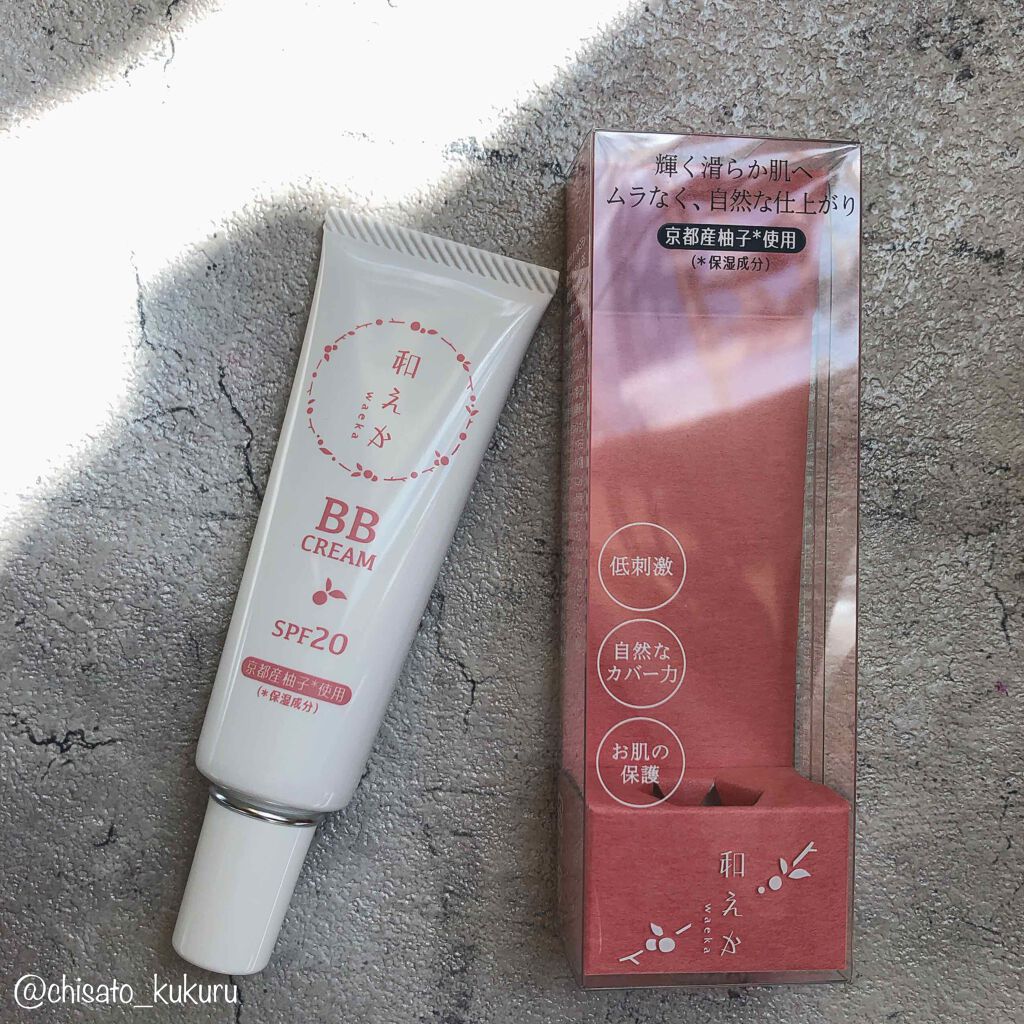 和えか
waeka
BB
CREAM
SPF20
京都産柚子*使用
(*保湿成分)
輝く滑らか肌へ
ムラなく、自然な仕上がり
京都産柚子*使用
(*保湿成分)
低刺激
自然な
カバー力
お肌の
保護
和えか
waeka
@chisato_kukuru